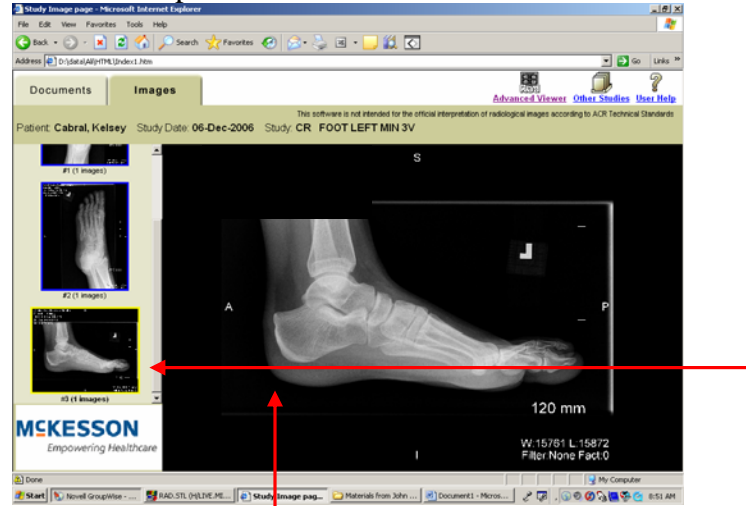 Study Image page - Microsoft Internet Explorer
File Edit View Favorites Tools Help
Back Search Favorites
Address D:\data\Ali\HTML\Index1.htm Go Links »
Documents Images
Advanced Viewer Other Studies User Help
This software is not intended for the official interpretation of radiological images according to ACR Technical Standards
Patient: Cabral, Kelsey Study Date: 06-Dec-2006 Study: CR FOOT LEFT MIN 3V
#1 (1 images)
#2 (1 images)
#3 (1 images)
S
A
P
L
120 mm
W:15761 L:15872
Filter:None Fact:0
I
MCKESSON
Empowering Healthcare
Done My Computer
Start Novell GroupWise - ... RAD.STL (H/LIVE.MI... Study Image pag... Materials from John ... Document1 - Micros... 8:51 AM